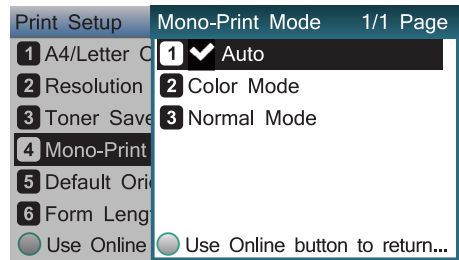 Print Setup
1 A4/Letter C
2 Resolution
3 Toner Save
4 Mono-Print
5 Default Ori
6 Form Leng
Use Online
Mono-Print Mode 1/1 Page
1 Auto
2 Color Mode
3 Normal Mode
Use Online button to return...